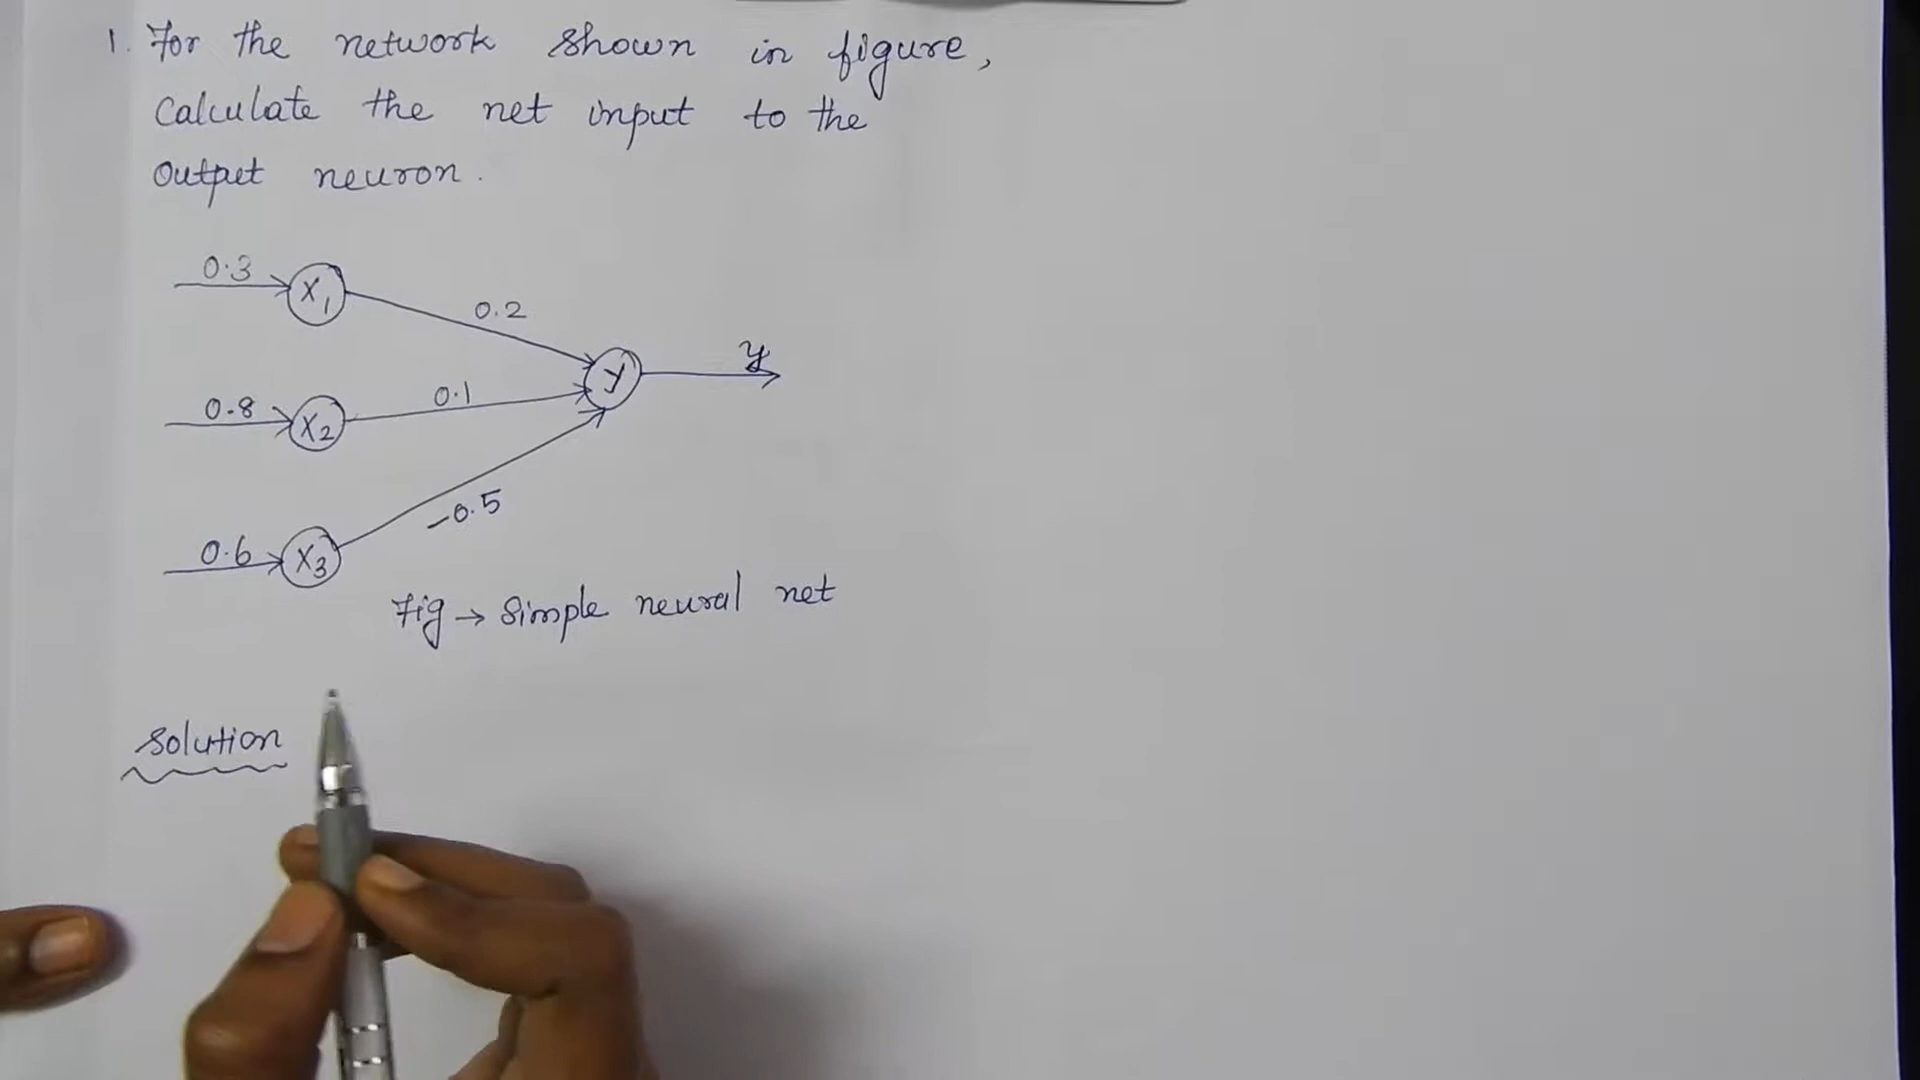 1. For the network shown in figure,
Calculate the net input to the
Output neuron.
0.3
X1
0.2
0.8
X2
0.1
Y
y
0.6
X3
-0.5
Fig → Simple neural net
Solution